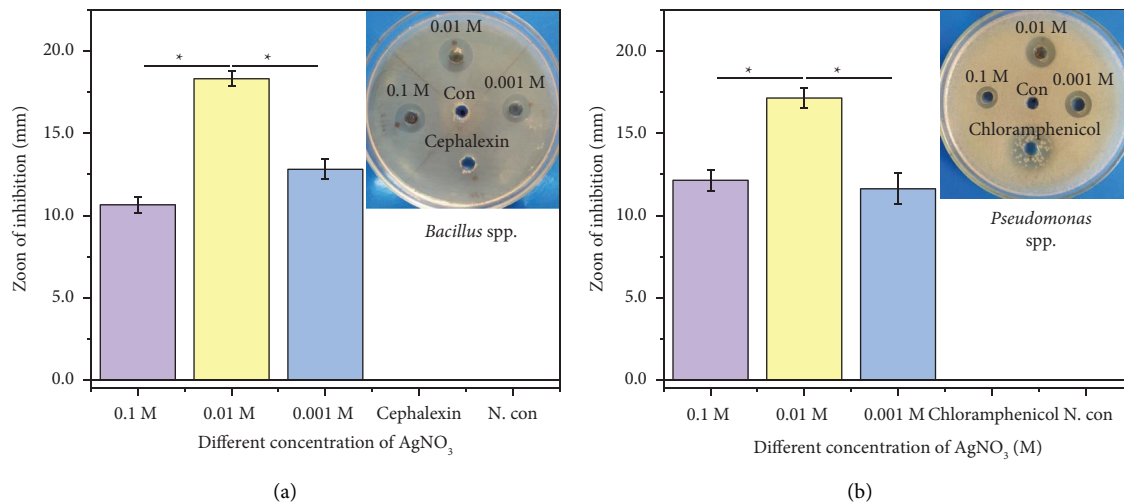 20.0
15.0
10.0
5.0
0.0
Zoon of inhibition (mm)
* *
0.01 M
0.1 M
Con
0.001 M
Cephalexin
Bacillus spp.
0.1 M 0.01 M 0.001 M Cephalexin N. con
Different concentration of AgNO3
(a)
20.0
15.0
10.0
5.0
0.0
Zoon of inhibition (mm)
* *
0.01 M
0.1 M
Con
0.001 M
Chloramphenicol
Pseudomonas
spp.
0.1 M 0.01 M 0.001 M Chloramphenicol N. con
Different concentration of AgNO3 (M)
(b)